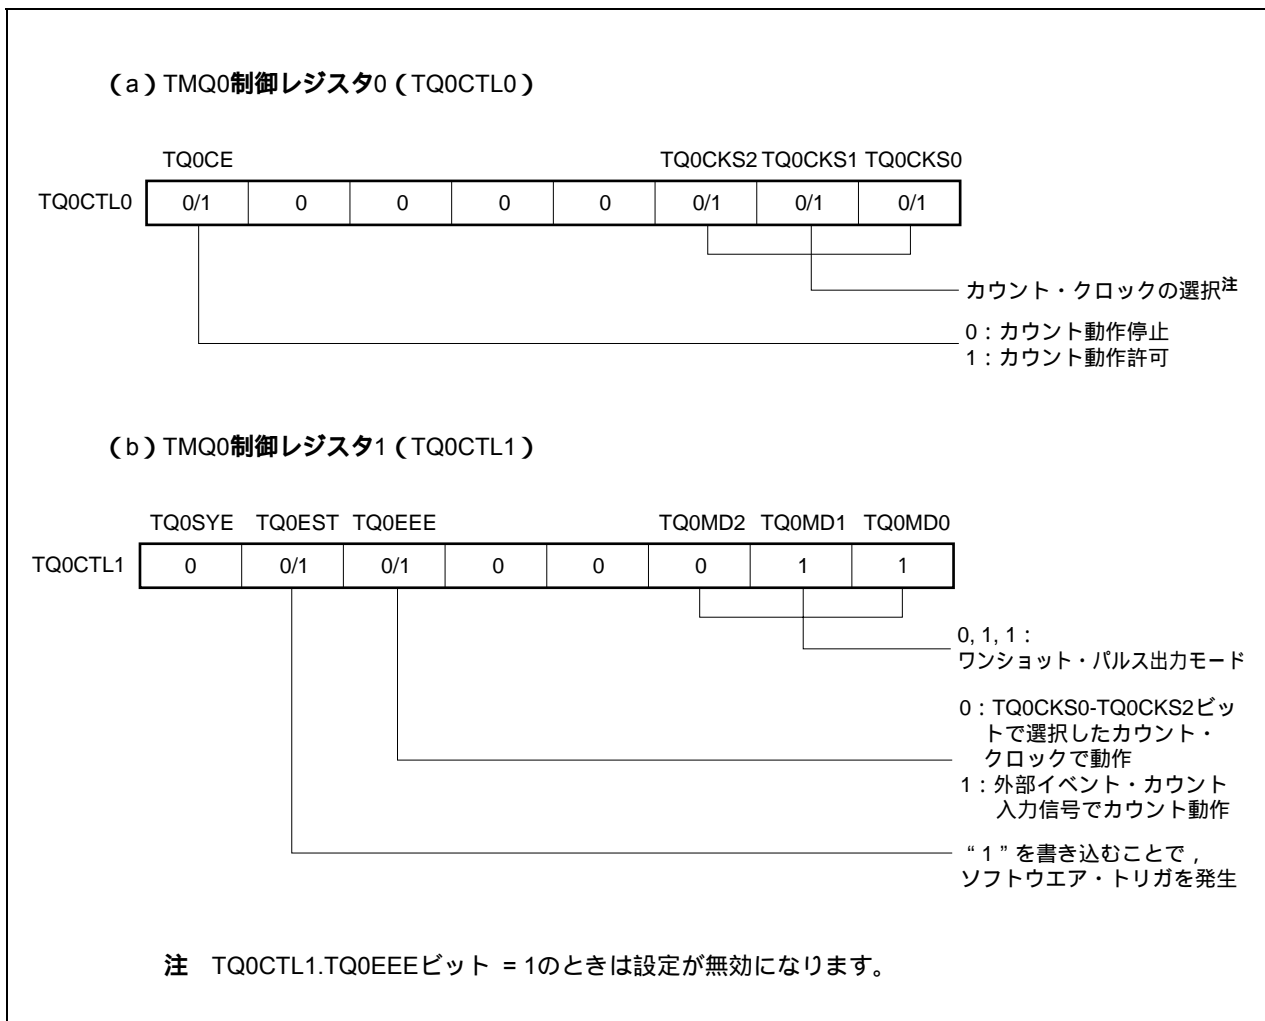 （a）TMQ0制御レジスタ0（TQ0CTL0）
TQ0CE TQ0CKS2 TQ0CKS1 TQ0CKS0
TQ0CTL0 0/1 0 0 0 0 0/1 0/1 0/1
カウント・クロックの選択注
0：カウント動作停止
1：カウント動作許可
（b）TMQ0制御レジスタ1（TQ0CTL1）
TQ0SYE TQ0EST TQ0EEE TQ0MD2 TQ0MD1 TQ0MD0
TQ0CTL1 0 0/1 0/1 0 0 0 1 1
0, 1, 1：
ワンショット・パルス出力モード
0：TQ0CKS0-TQ0CKS2ビッ
トで選択したカウント・
クロックで動作
1：外部イベント・カウント
入力信号でカウント動作
“1”を書き込むことで，
ソフトウエア・トリガを発生
注 TQ0CTL1.TQ0EEEビット = 1のときは設定が無効になります。